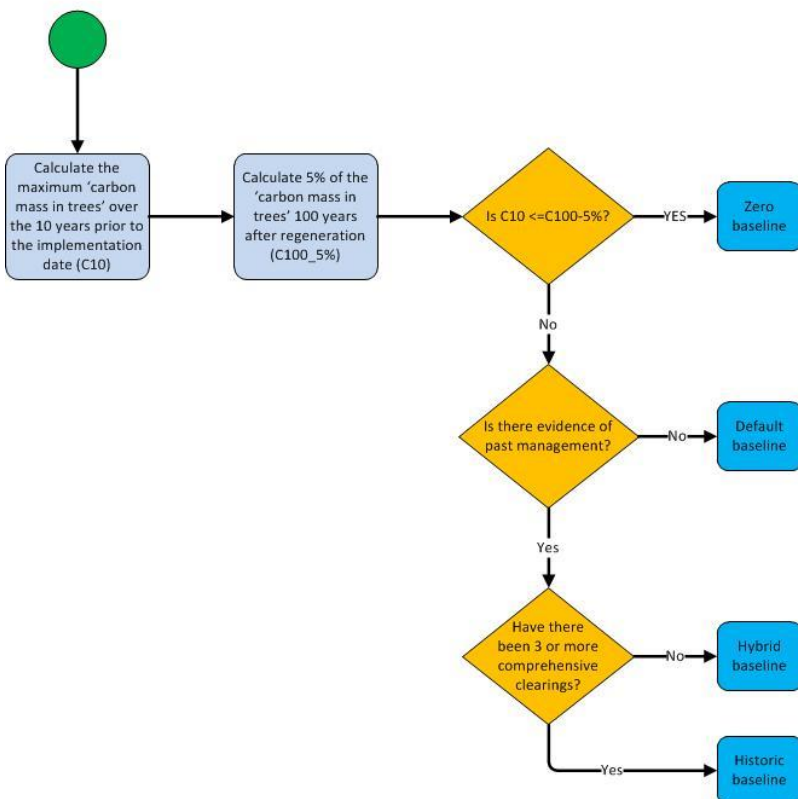 Calculate the
maximum ‘carbon
mass in trees’ over
the 10 years prior to
the implementation
date (C10)
Calculate 5% of the
‘carbon mass in
trees’ 100 years
after regeneration
(C100_5%)
Is C10 <=C100-5%?
YES
Zero
baseline
No
Is there evidence of
past management?
No
Default
baseline
Yes
Have there
been 3 or more
comprehensive
clearings?
No
Hybrid
baseline
Yes
Historic
baseline